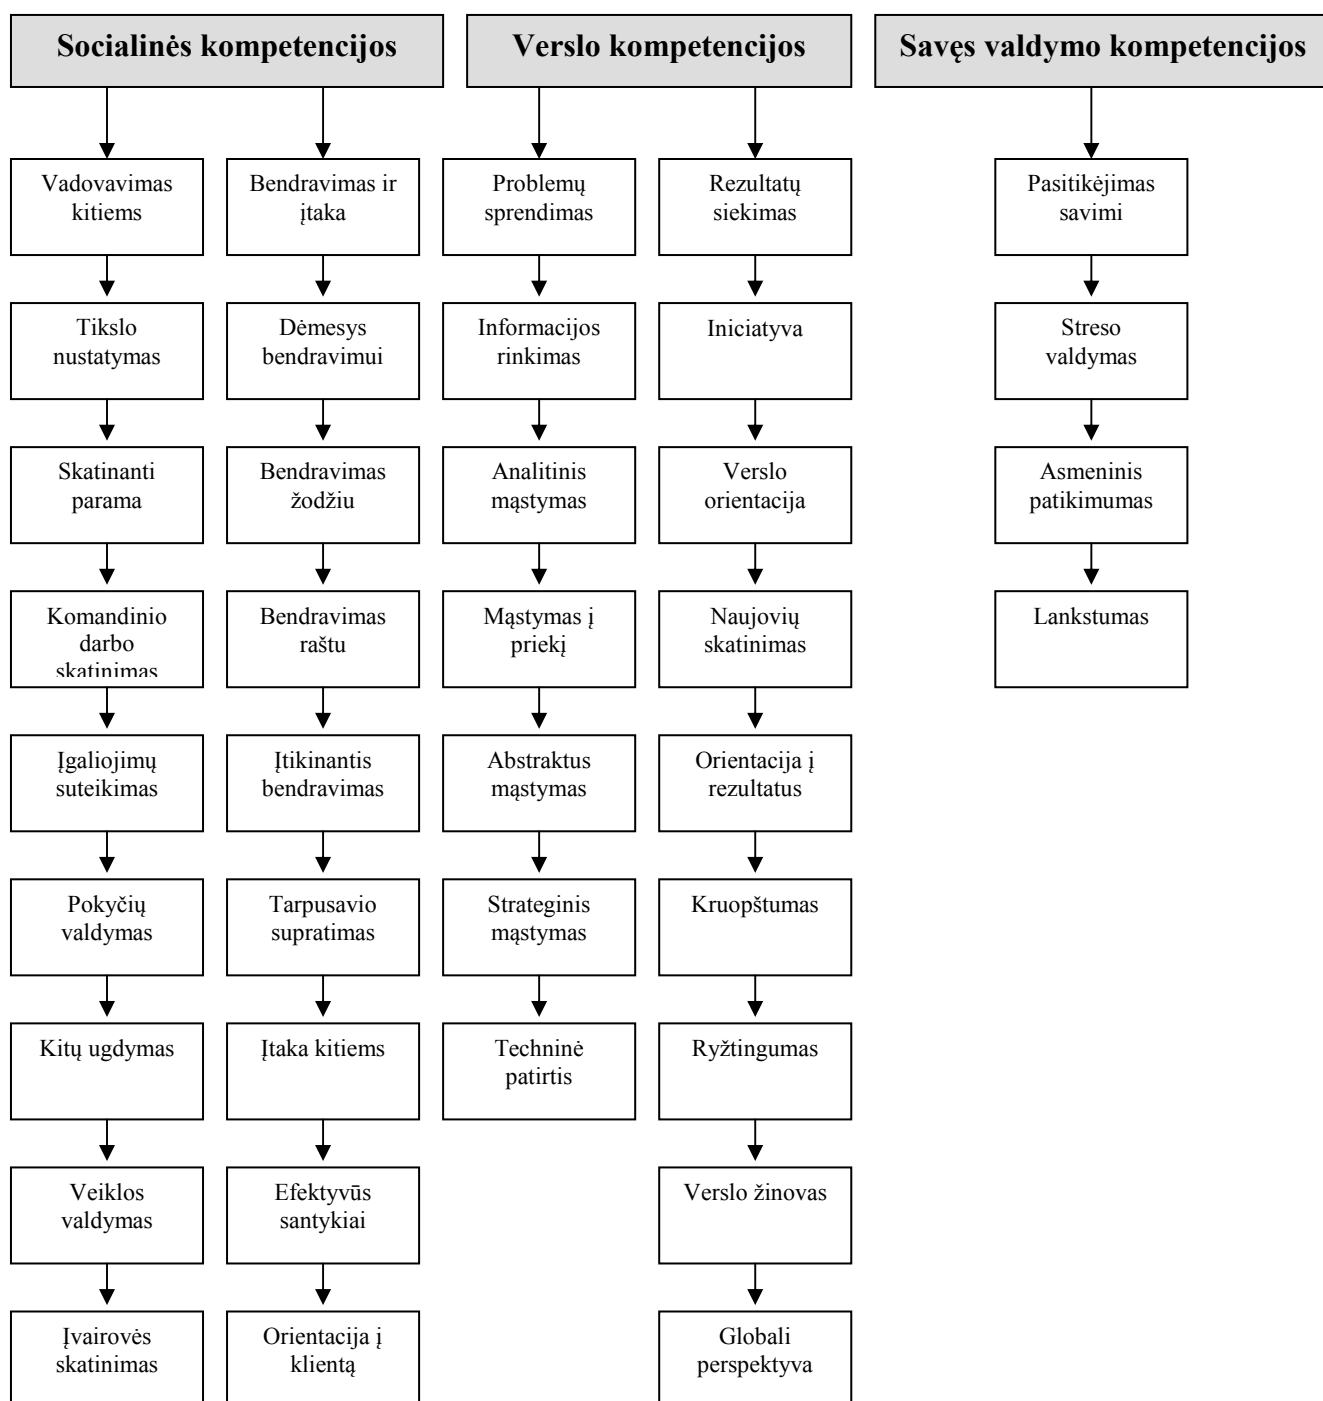 Socialinės kompetencijos
Verslo kompetencijos
Savęs valdymo kompetencijos
Vadovavimas
kitiems
Bendravimas ir
įtaka
Problemų
sprendimas
Rezultatų
siekimas
Pasitikėjimas
savimi
Tikslo
nustatymas
Dėmesys
bendravimui
Informacijos
rinkimas
Iniciatyva
Streso
valdymas
Skatinanti
parama
Bendravimas
žodžiu
Analitinis
mąstymas
Verslo
orientacija
Asmeninis
patikimumas
Komandinio
darbo
skatinimas
Bendravimas
raštu
Mąstymas į
priekį
Naujovių
skatinimas
Lankstumas
Įgaliojimų
suteikimas
Įtikinantis
bendravimas
Abstraktus
mąstymas
Orientacija į
rezultatus
Pokyčių
valdymas
Tarpusavio
supratimas
Strateginis
mąstymas
Kruopštumas
Kitų ugdymas
Įtaka kitiems
Techninė
patirtis
Ryžtingumas
Veiklos
valdymas
Efektyvūs
santykiai
Verslo žinovas
Įvairovės
skatinimas
Orientacija į
klientą
Globali
perspektyva